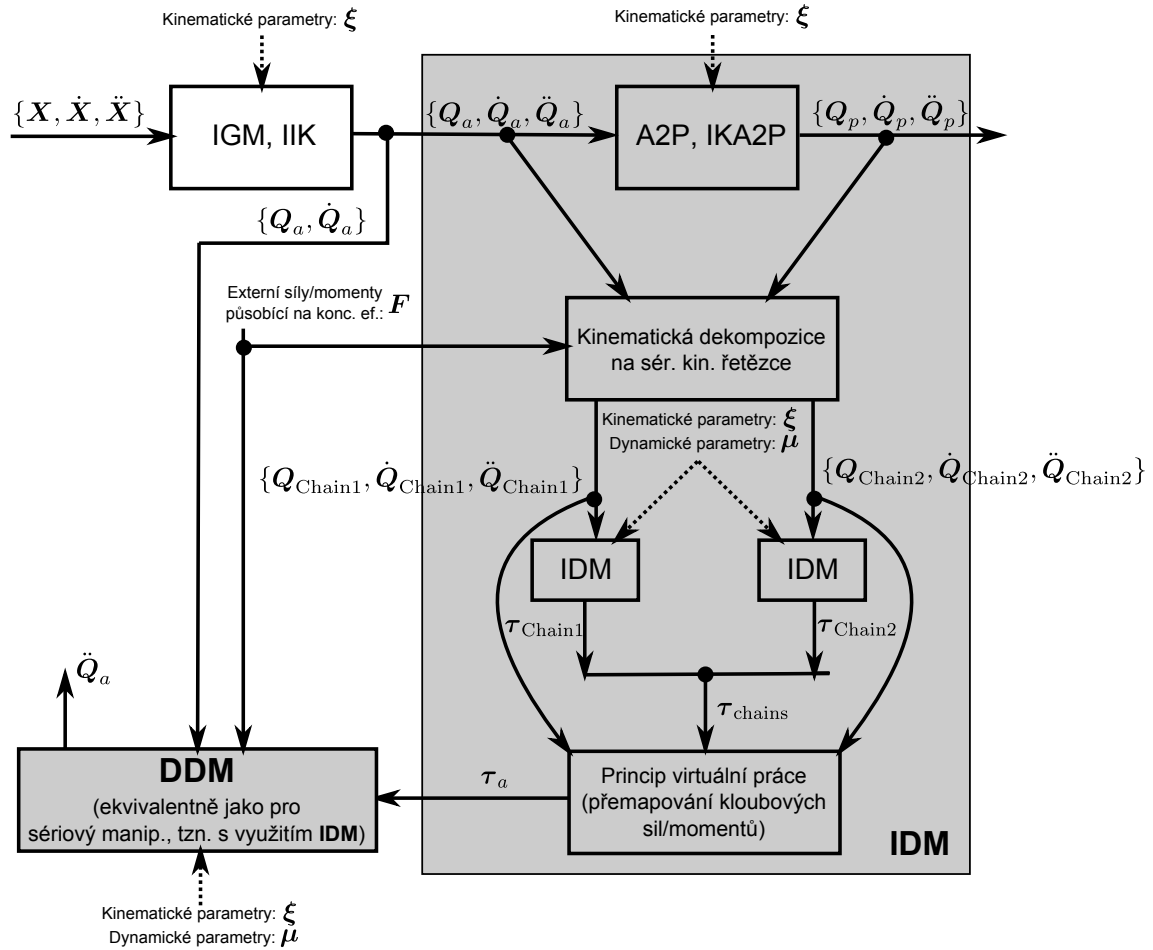 Kinematické parametry: ξ
Kinematické parametry: ξ
{X, Ẋ, Ẍ}
IGM, IIK
{Q_a, Q̇_a, Q̈_a}
A2P, IKA2P
{Q_p, Q̇_p, Q̈_p}
{Q_a, Q̇_a}
Externí síly/momenty
působící na konc. ef.: F
Kinematická dekompozice
na sér. kin. řetězce
Kinematické parametry: ξ
Dynamické parametry: μ
{Q_Chain1, Q̇_Chain1, Q̈_Chain1}
{Q_Chain2, Q̇_Chain2, Q̈_Chain2}
IDM
IDM
τ_Chain1
τ_Chain2
Q̈_a
τ_chains
DDM
(ekvivalentně jako pro
sériový manip., tzn. s využitím IDM)
τ_a
Princip virtuální práce
(přemapování kloubových
sil/momentů)
IDM
Kinematické parametry: ξ
Dynamické parametry: μ